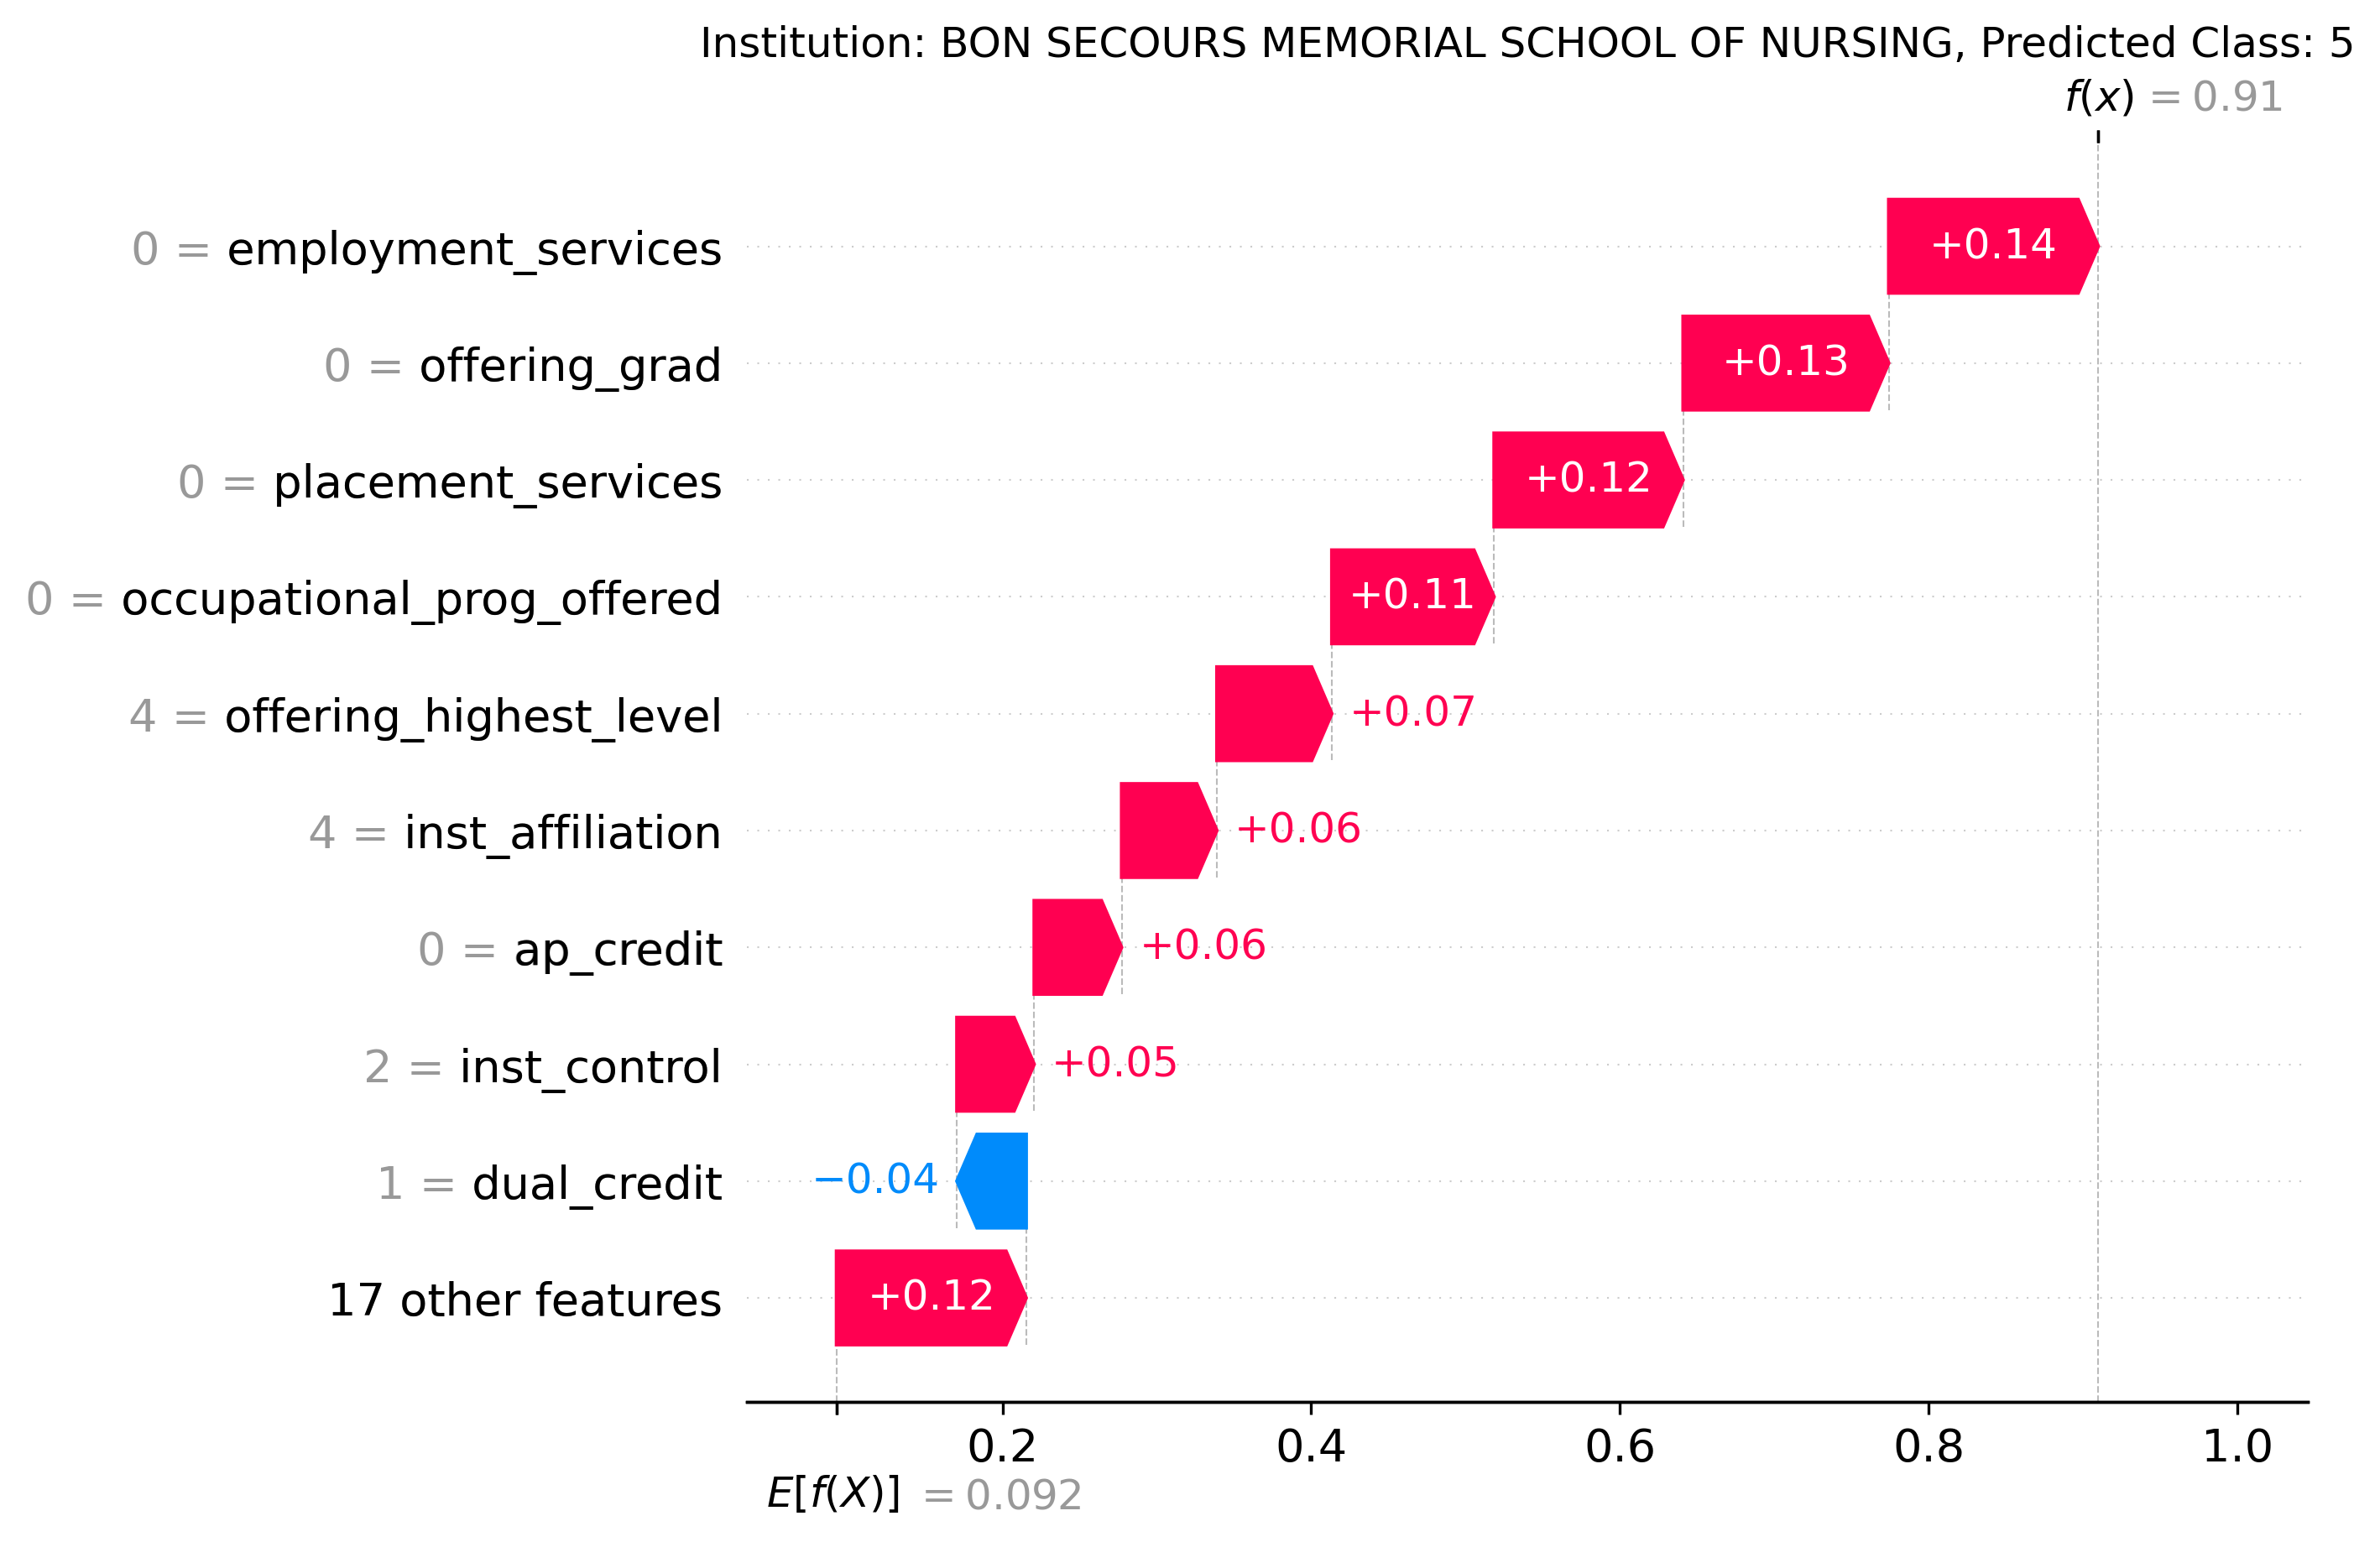 Institution: BON SECOURS MEMORIAL SCHOOL OF NURSING, Predicted Class: 5
f(x) = 0.91
0 = employment_services +0.14
0 = offering_grad +0.13
0 = placement_services +0.12
0 = occupational_prog_offered +0.11
4 = offering_highest_level +0.07
4 = inst_affiliation +0.06
0 = ap_credit +0.06
2 = inst_control +0.05
1 = dual_credit −0.04
17 other features +0.12
0.2 0.4 0.6 0.8 1.0
E[f(X)] = 0.092